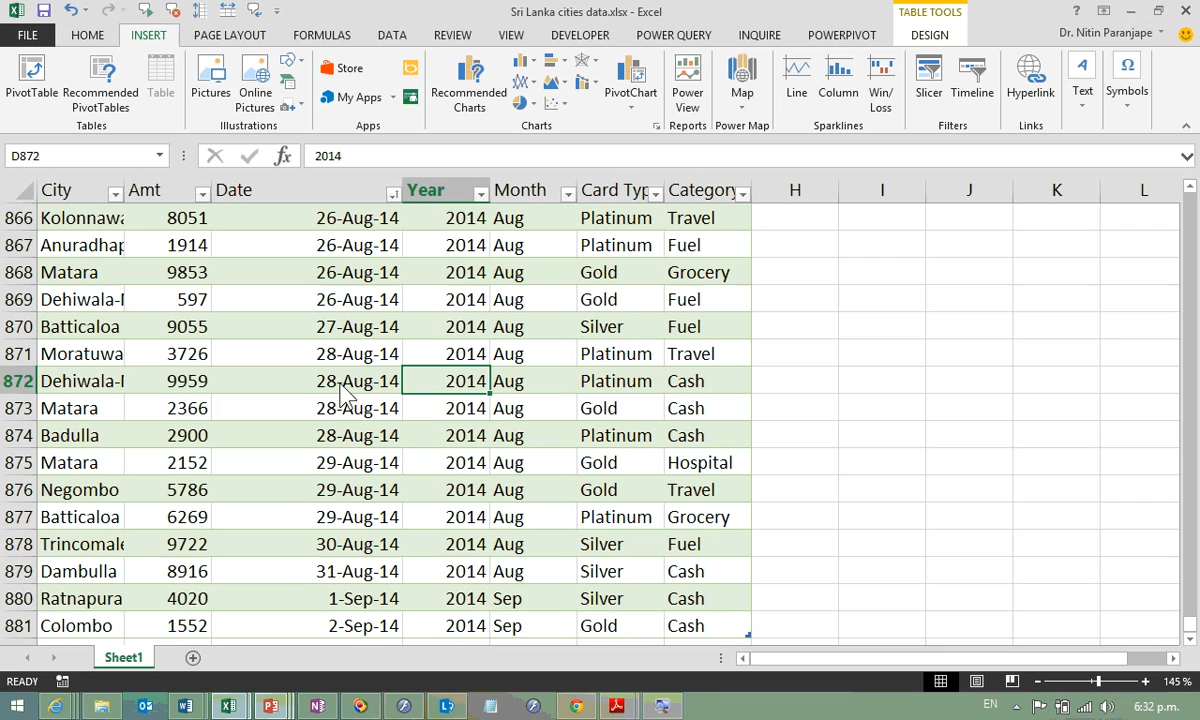 Sri Lanka cities data.xlsx - Excel
TABLE TOOLS
FILE HOME INSERT PAGE LAYOUT FORMULAS DATA REVIEW VIEW DEVELOPER POWER QUERY INQUIRE POWERPIVOT DESIGN Dr. Nitin Paranjape
PivotTable Recommended PivotTables Table Pictures Online Pictures Store My Apps Recommended Charts PivotChart Power View Map Line Column Win/ Loss Slicer Timeline Hyperlink Text Symbols
Tables Illustrations Apps Charts Reports Power Map Sparklines Filters Links
D872 fx 2014
City Amt Date Year Month Card Typ Category H I J K L
866 Kolonnawa 8051 26-Aug-14 2014 Aug Platinum Travel
867 Anuradhap 1914 26-Aug-14 2014 Aug Platinum Fuel
868 Matara 9853 26-Aug-14 2014 Aug Gold Grocery
869 Dehiwala- 597 26-Aug-14 2014 Aug Gold Fuel
870 Batticaloa 9055 27-Aug-14 2014 Aug Silver Fuel
871 Moratuwa 3726 28-Aug-14 2014 Aug Platinum Travel
872 Dehiwala- 9959 28-Aug-14 2014 Aug Platinum Cash
873 Matara 2366 28-Aug-14 2014 Aug Gold Cash
874 Badulla 2900 28-Aug-14 2014 Aug Platinum Cash
875 Matara 2152 29-Aug-14 2014 Aug Gold Hospital
876 Negombo 5786 29-Aug-14 2014 Aug Gold Travel
877 Batticaloa 6269 29-Aug-14 2014 Aug Platinum Grocery
878 Trincomale 9722 30-Aug-14 2014 Aug Silver Fuel
879 Dambulla 8916 31-Aug-14 2014 Aug Silver Cash
880 Ratnapura 4020 1-Sep-14 2014 Sep Silver Cash
881 Colombo 1552 2-Sep-14 2014 Sep Gold Cash
Sheet1
READY 145 %
EN 6:32 p.m.